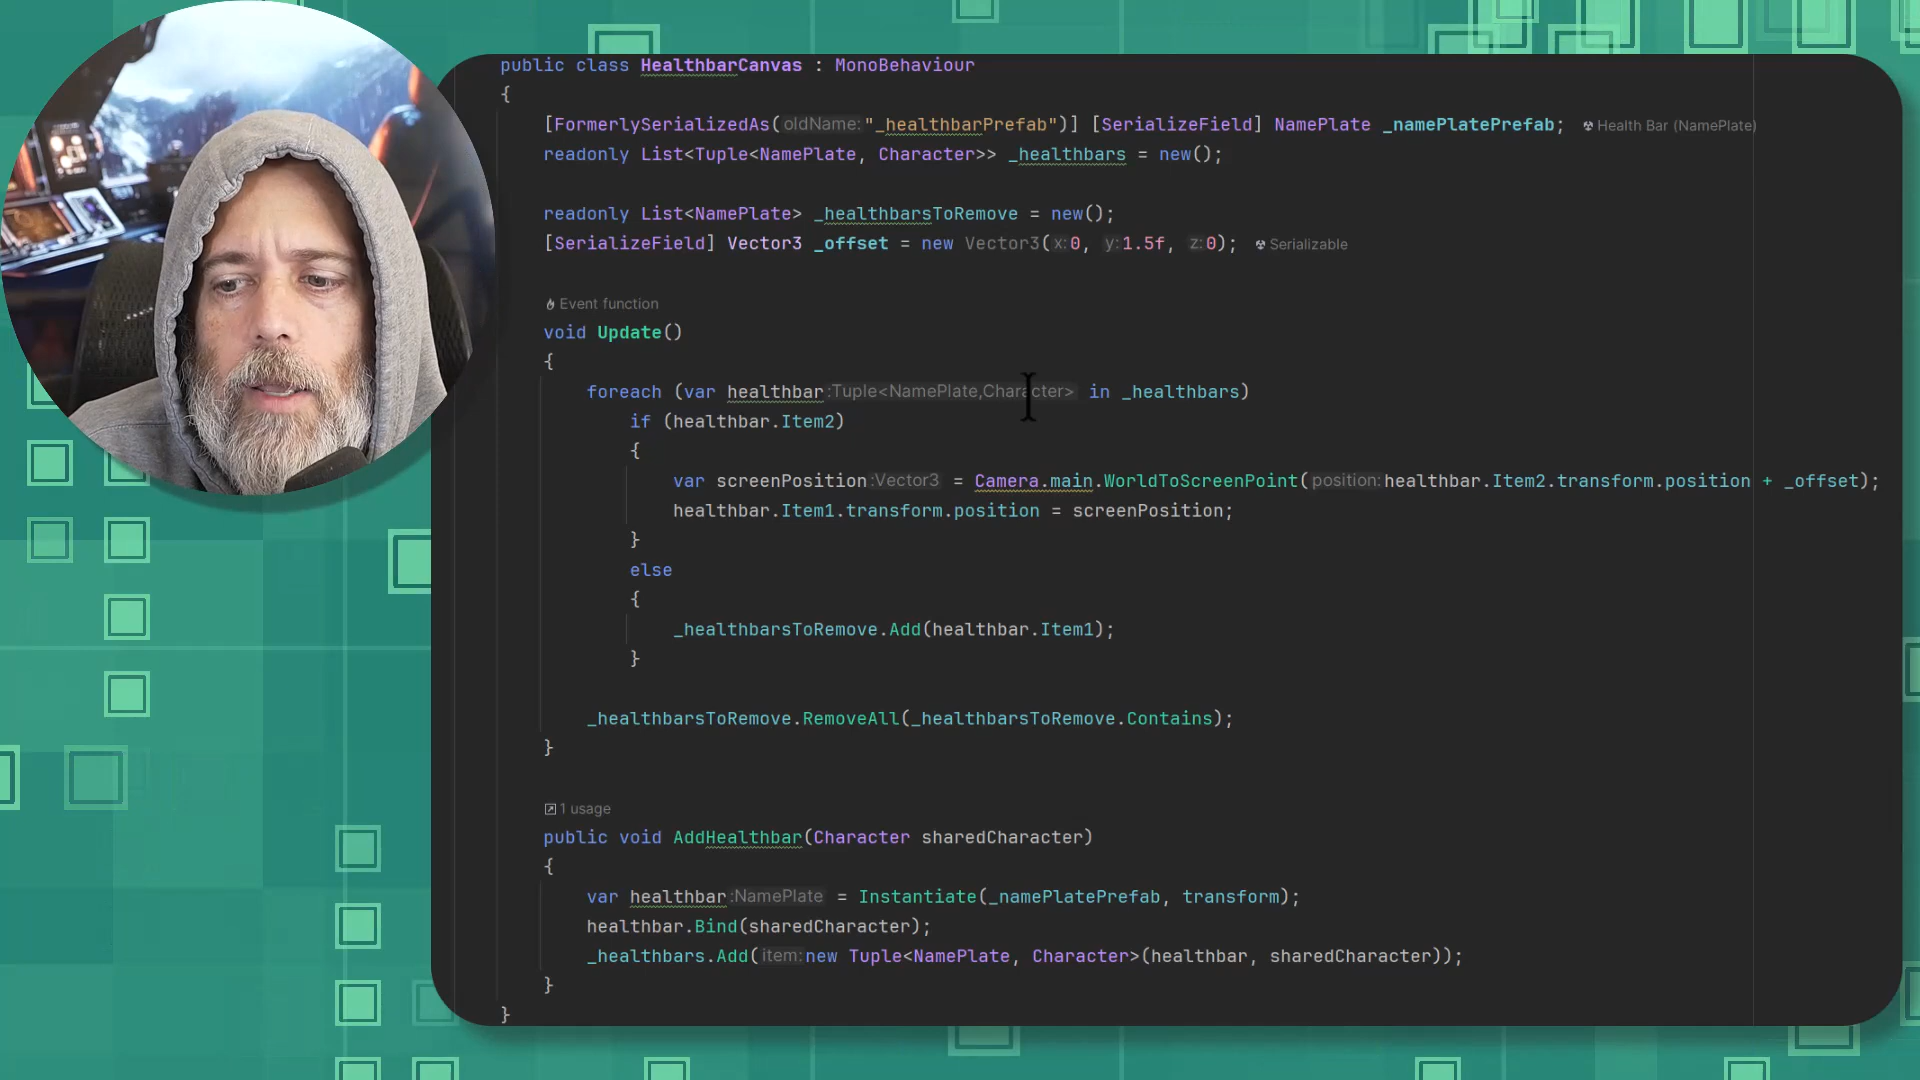 public class HealthbarCanvas : MonoBehaviour
{
[FormerlySerializedAs(oldName:"_healthbarPrefab")] [SerializeField] NamePlate _namePlatePrefab; Health Bar (NamePlate)
readonly List<Tuple<NamePlate, Character>> _healthbars = new();
readonly List<NamePlate> _healthbarsToRemove = new();
[SerializeField] Vector3 _offset = new Vector3(x:0, y:1.5f, z:0); Serializable
Event function
void Update()
{
foreach (var healthbar:Tuple<NamePlate,Character> in _healthbars)
if (healthbar.Item2)
{
var screenPosition:Vector3 = Camera.main.WorldToScreenPoint(position:healthbar.Item2.transform.position + _offset);
healthbar.Item1.transform.position = screenPosition;
}
else
{
_healthbarsToRemove.Add(healthbar.Item1);
}
_healthbarsToRemove.RemoveAll(_healthbarsToRemove.Contains);
}
1 usage
public void AddHealthbar(Character sharedCharacter)
{
var healthbar:NamePlate = Instantiate(_namePlatePrefab, transform);
healthbar.Bind(sharedCharacter);
_healthbars.Add(item:new Tuple<NamePlate, Character>(healthbar, sharedCharacter));
}
}